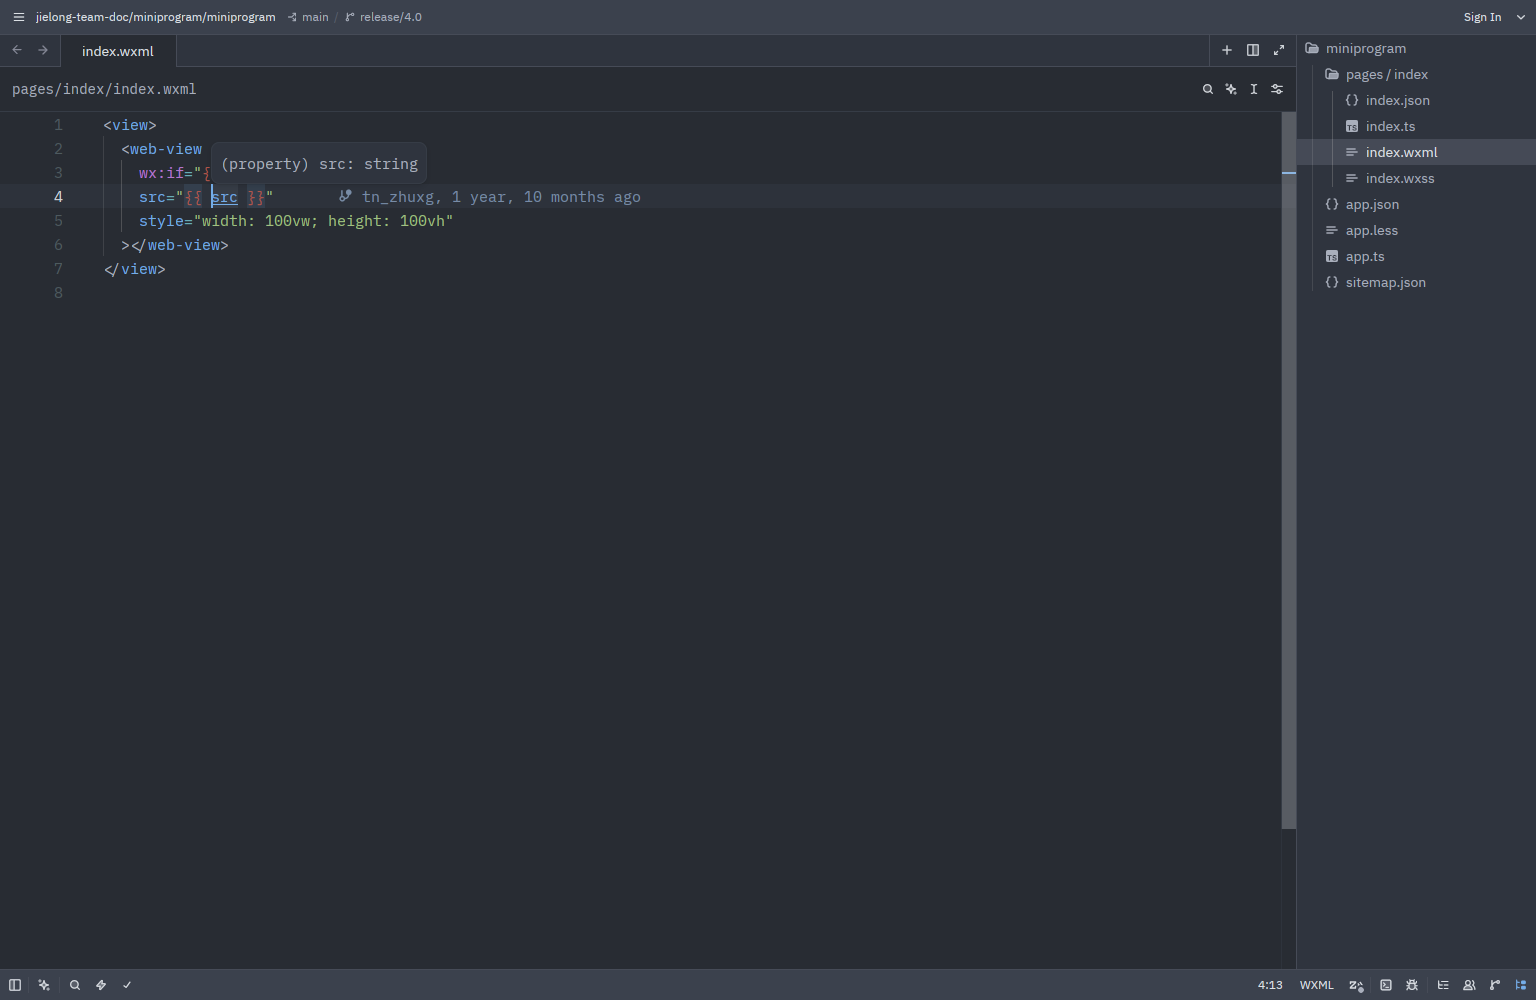 jielong-team-doc/miniprogram/miniprogram main / release/4.0 Sign In
index.wxml
pages/index/index.wxml
1 <view>
2 <web-view
(property) src: string
3 wx:if="{
4 src="{{ src }}" tn_zhuxg, 1 year, 10 months ago
5 style="width: 100vw; height: 100vh"
6 ></web-view>
7 </view>
8
miniprogram
pages / index
index.json
TS index.ts
index.wxml
index.wxss
app.json
app.less
TS app.ts
sitemap.json
4:13 WXML